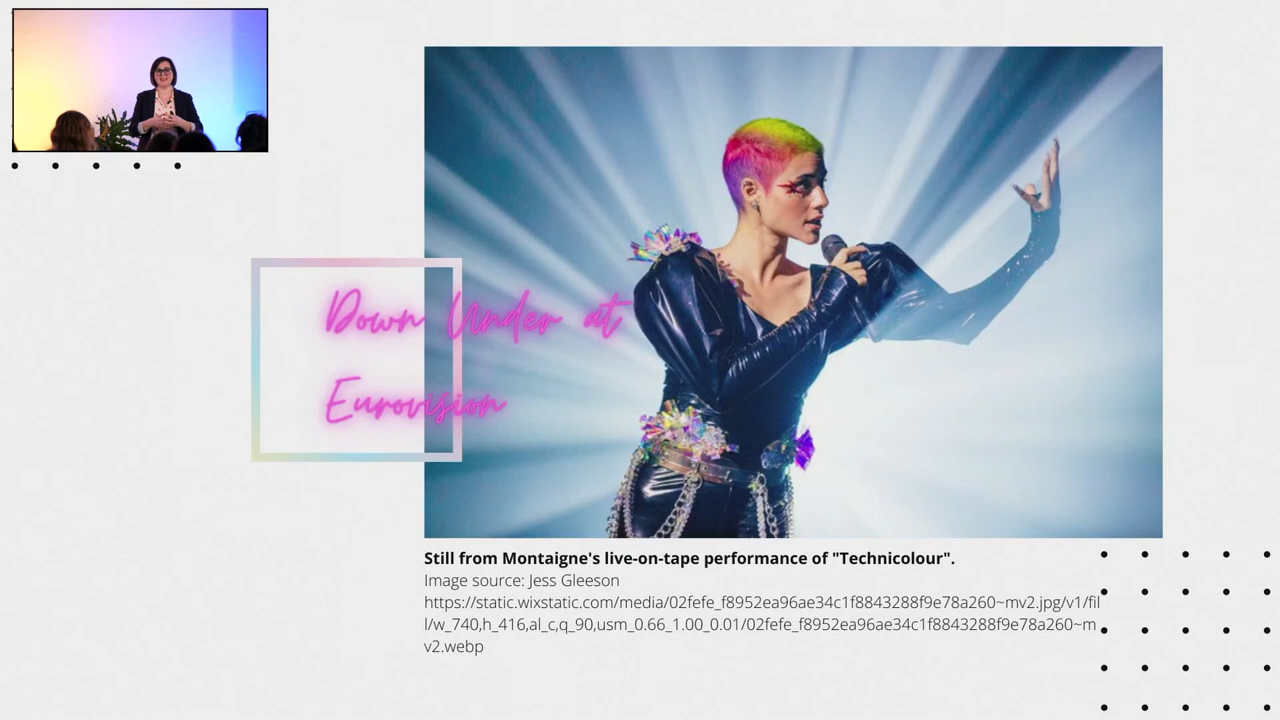 Down Under at
Eurovision
Still from Montaigne's live-on-tape performance of "Technicolour".
Image source: Jess Gleeson
https://static.wixstatic.com/media/02fefe_f8952ea96ae34c1f8843288f9e78a260~mv2.jpg/v1/fil
l/w_740,h_416,al_c,q_90,usm_0.66_1.00_0.01/02fefe_f8952ea96ae34c1f8843288f9e78a260~m
v2.webp